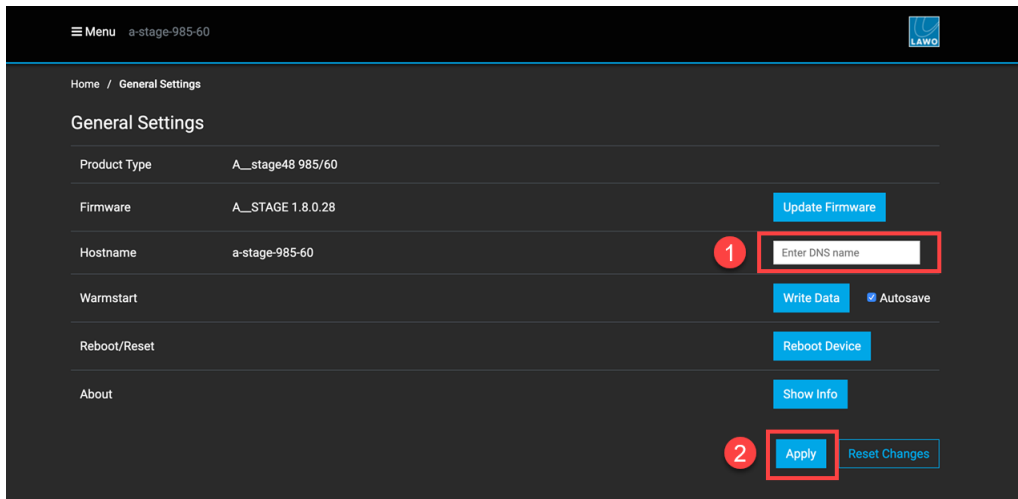 Menu a-stage-985-60
LAWO
Home / General Settings
General Settings
Product Type A__stage48 985/60
Firmware A__STAGE 1.8.0.28 Update Firmware
Hostname a-stage-985-60 1 Enter DNS name
Warmstart Write Data Autosave
Reboot/Reset Reboot Device
About Show Info
2 Apply Reset Changes